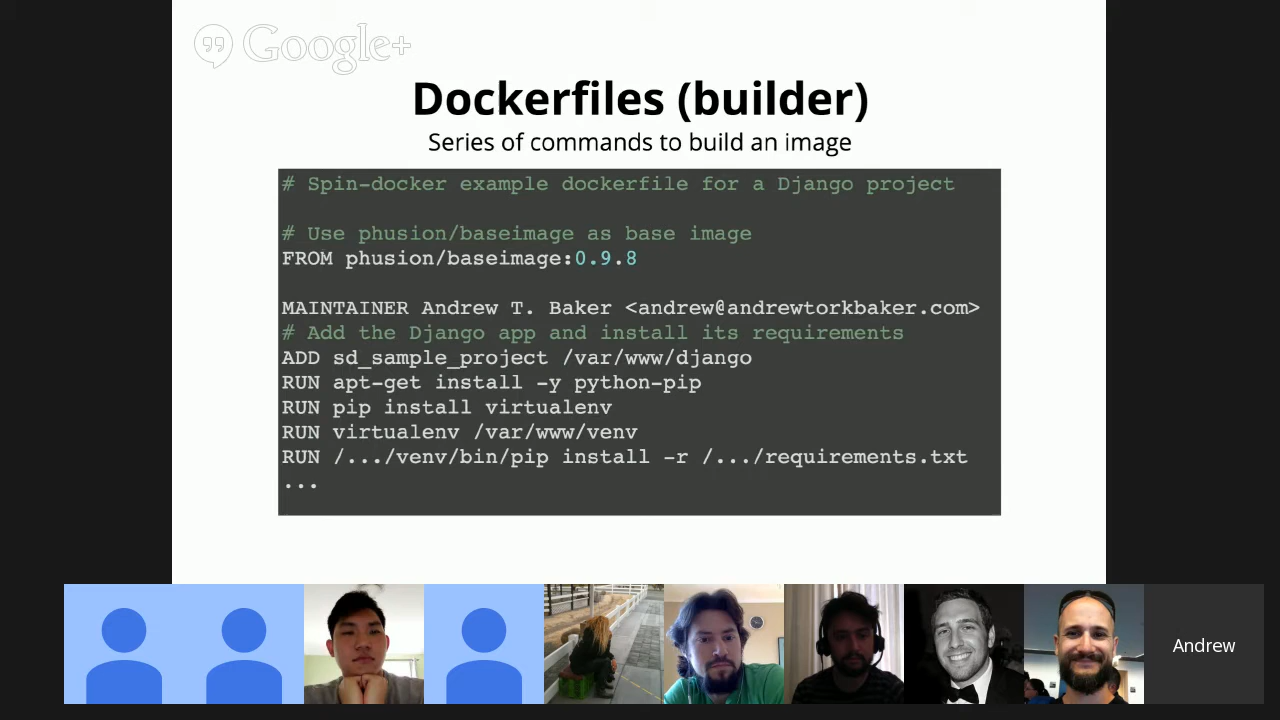 Google+
Dockerfiles (builder)
Series of commands to build an image
# Spin-docker example dockerfile for a Django project
# Use phusion/baseimage as base image
FROM phusion/baseimage:0.9.8
MAINTAINER Andrew T. Baker <andrew@andrewtorkbaker.com>
# Add the Django app and install its requirements
ADD sd_sample_project /var/www/django
RUN apt-get install -y python-pip
RUN pip install virtualenv
RUN virtualenv /var/www/venv
RUN /.../venv/bin/pip install -r /.../requirements.txt
...
Andrew